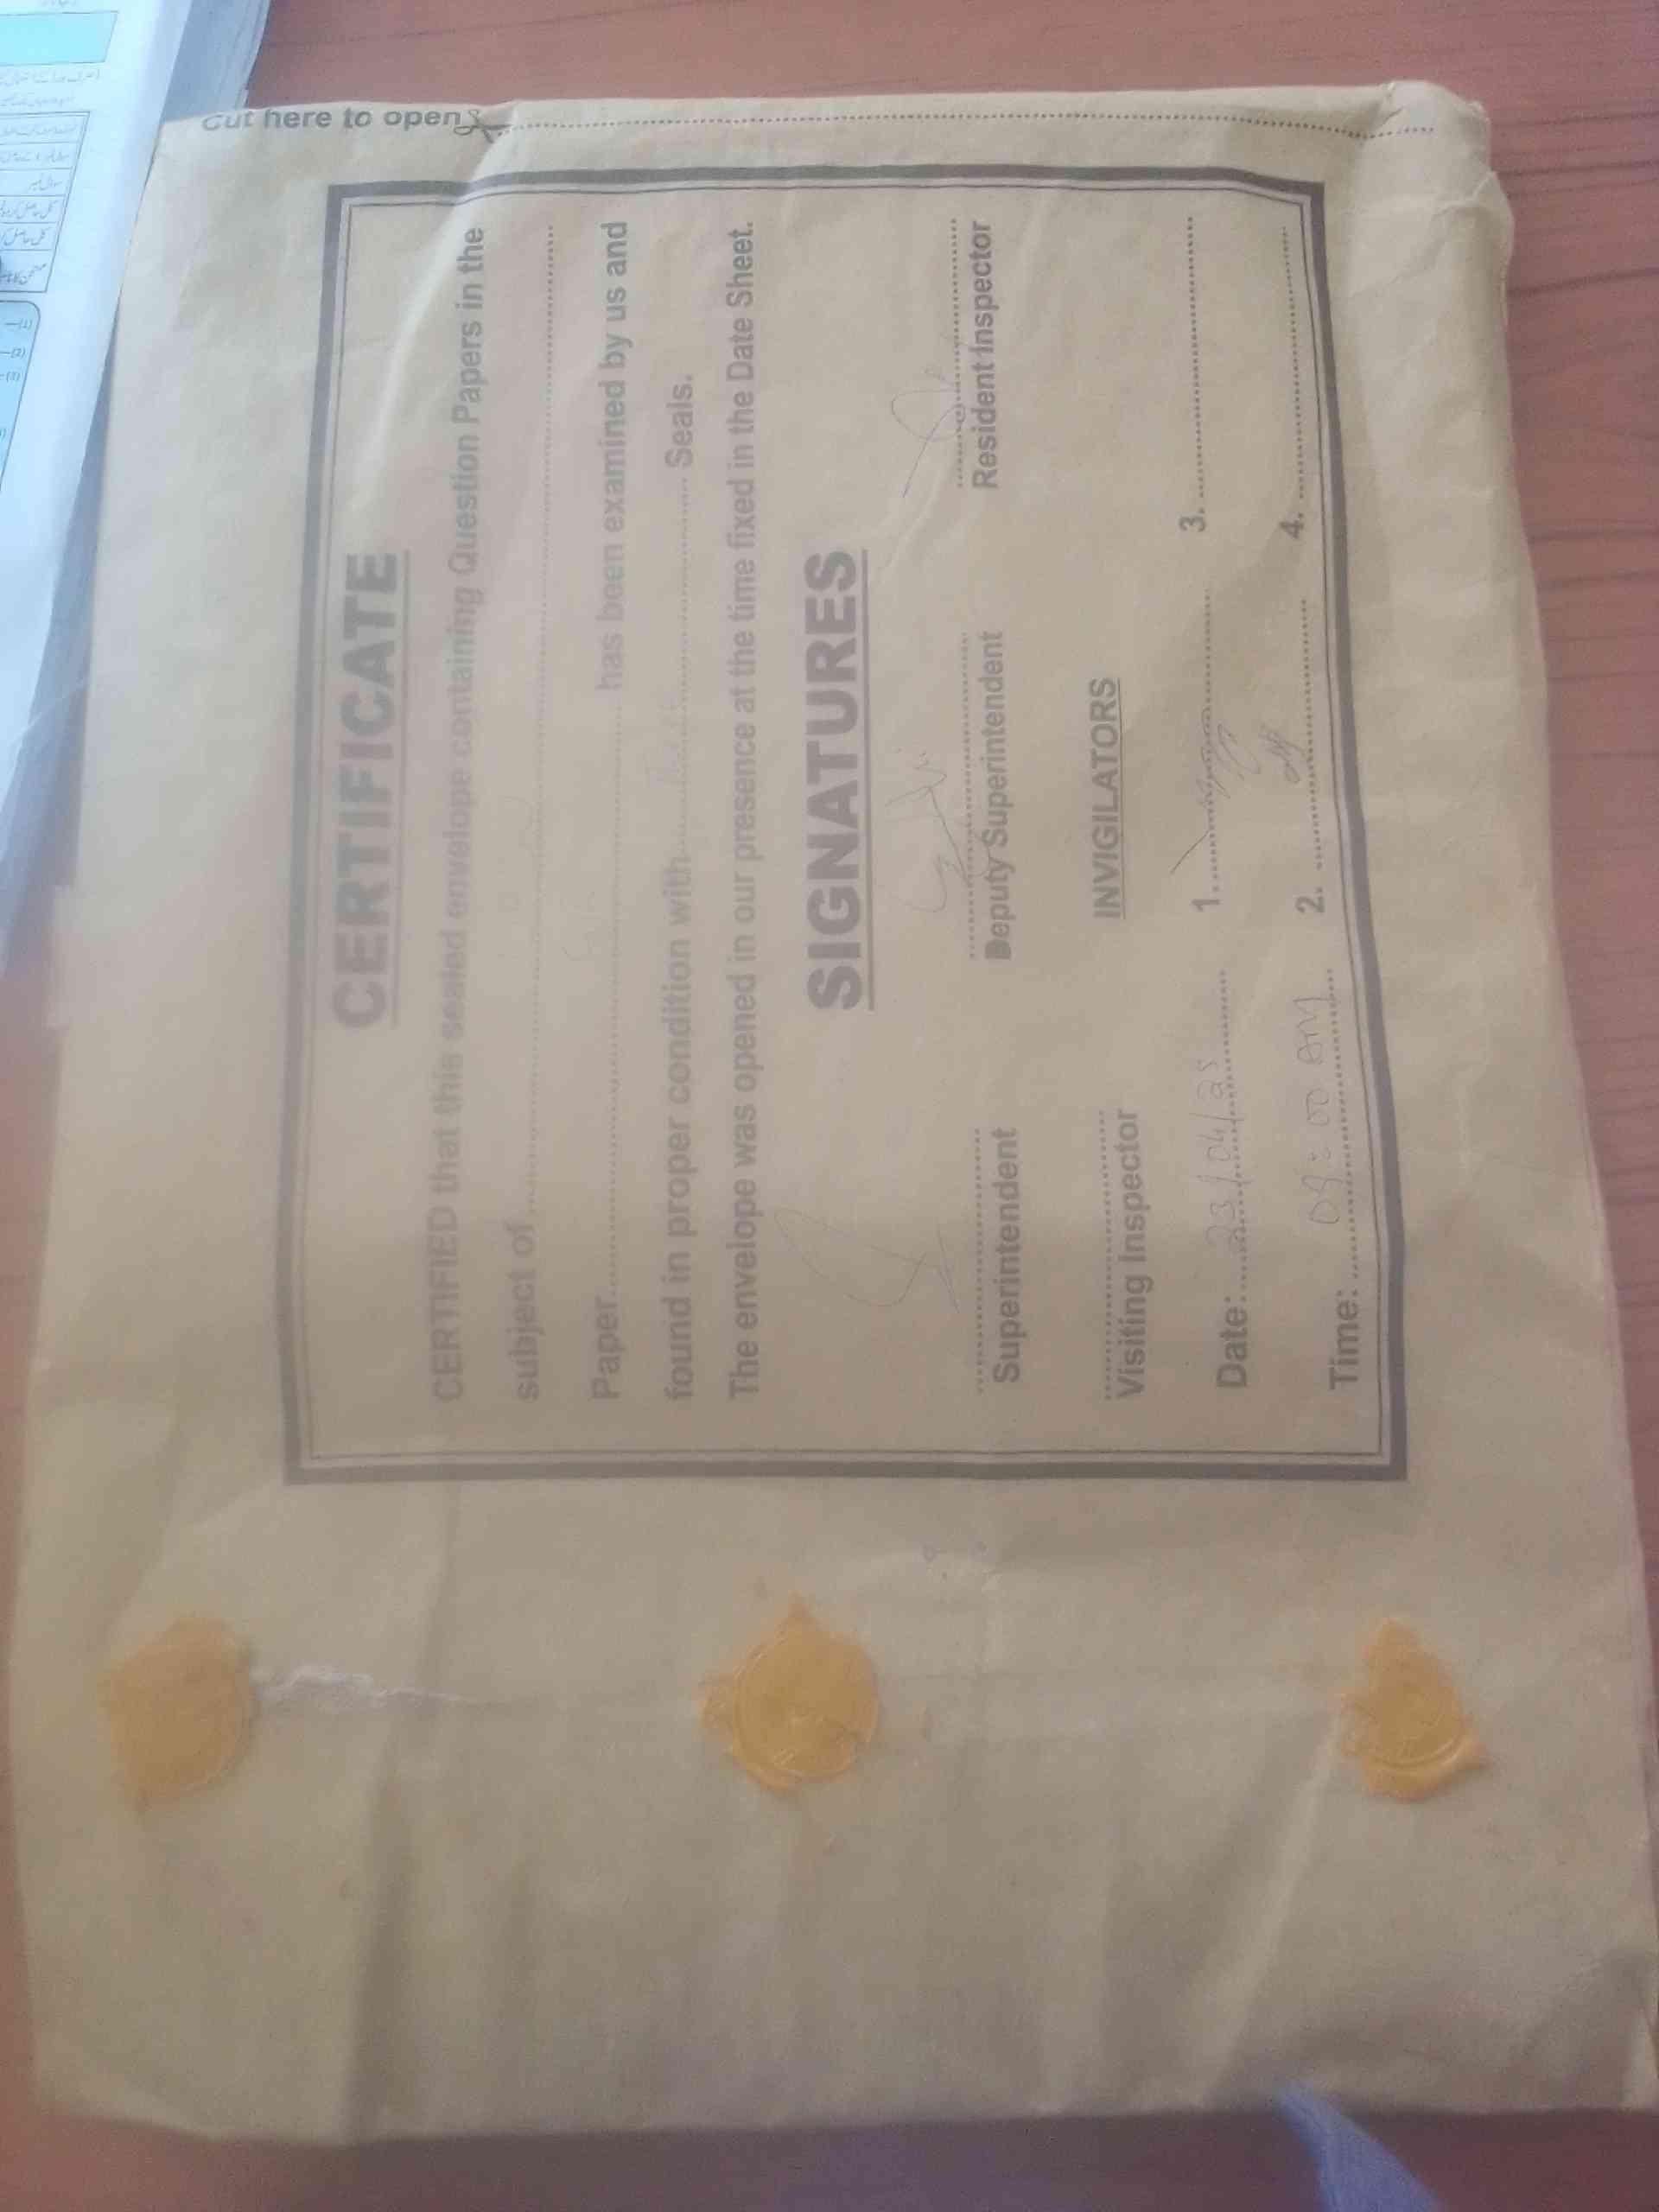 Cut here to open
CERTIFICATE
CERTIFIED that this sealed envelope containing Question Papers in the
subject of
Paper has been examined by us and
found in proper condition with Seals.
The envelope was opened in our presence at the time fixed in the Date Sheet.
SIGNATURES
Superintendent Deputy Superintendent Resident Inspector
Visiting Inspector INVIGILATORS
Date: 23/04/25 1. 3.
Time: 09:00 am 2. 4.